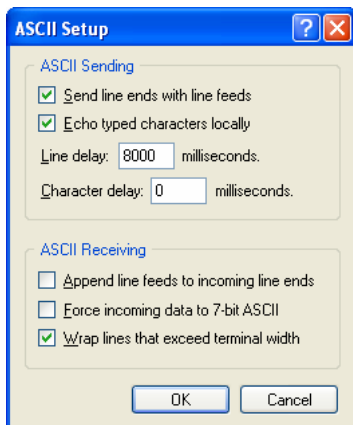 ASCII Setup
ASCII Sending
Send line ends with line feeds
Echo typed characters locally
Line delay: 8000 milliseconds.
Character delay: 0 milliseconds.
ASCII Receiving
Append line feeds to incoming line ends
Force incoming data to 7-bit ASCII
Wrap lines that exceed terminal width
OK Cancel